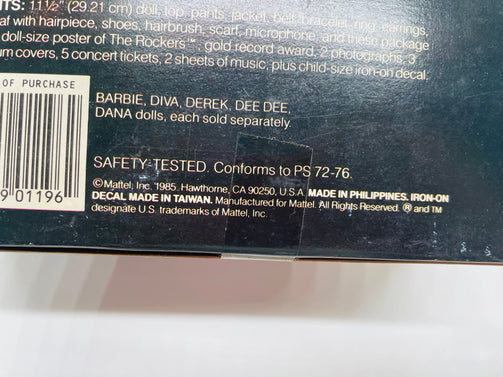 TS: 11½" (29.21 cm) doll, top, pants, jacket, belt, bracelet, ring, earrings,
af with hairpiece, shoes, hairbrush, scarf, microphone, and these package
doll-size poster of The Rockers™, gold record award, 2 photographs, 3
um covers, 5 concert tickets, 2 sheets of music, plus child-size iron-on decal.
OF PURCHASE
BARBIE, DIVA, DEREK, DEE DEE,
DANA dolls, each sold separately.
SAFETY-TESTED. Conforms to PS 72-76.
9 01196
©Mattel, Inc. 1985. Hawthorne, CA 90250, U.S.A. MADE IN PHILIPPINES. IRON-ON
DECAL MADE IN TAIWAN. Manufactured for Mattel. All Rights Reserved. ® and TM
designate U.S. trademarks of Mattel, Inc.